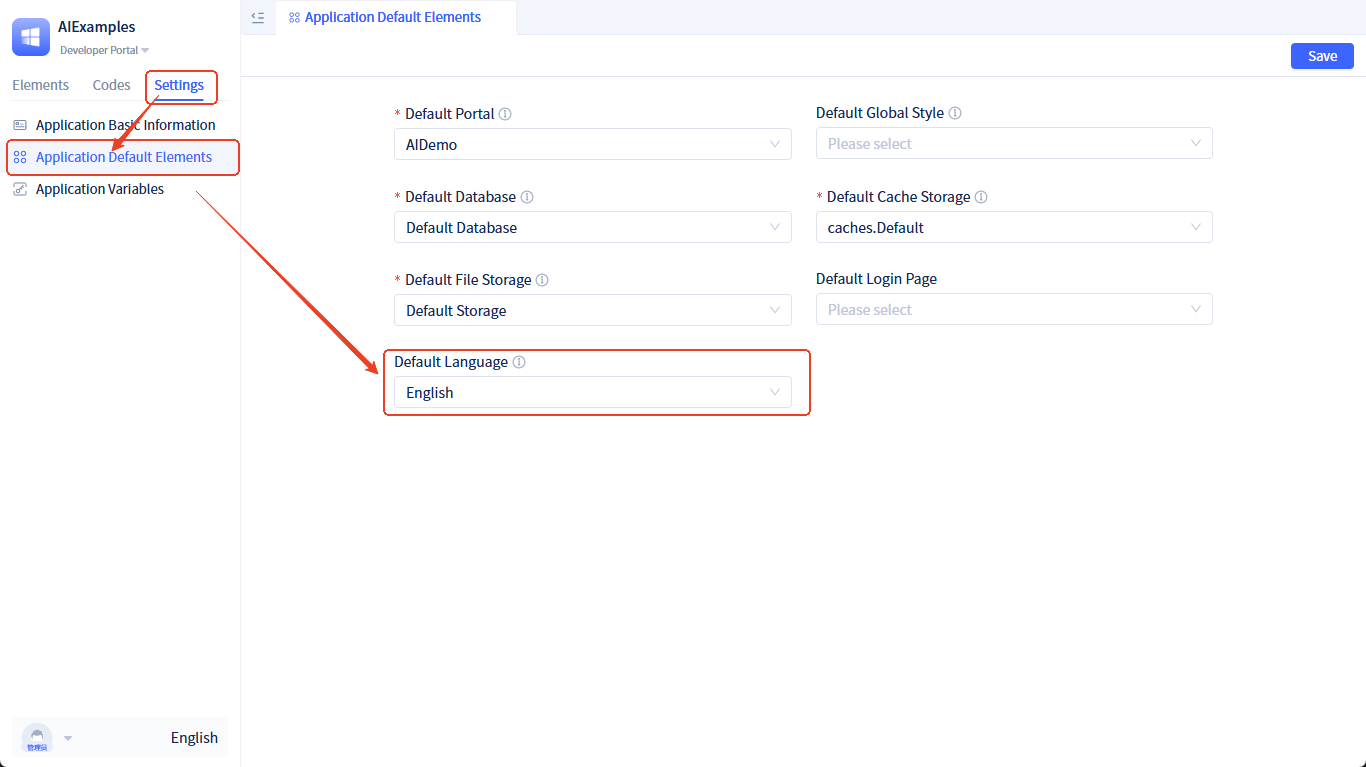 AIExamples
Developer Portal
Elements Codes Settings
Application Basic Information
Application Default Elements
Application Variables
管理员
English
Application Default Elements
Save
* Default Portal
AIDemo
Default Global Style
Please select
* Default Database
Default Database
* Default Cache Storage
caches.Default
* Default File Storage
Default Storage
Default Login Page
Please select
Default Language
English